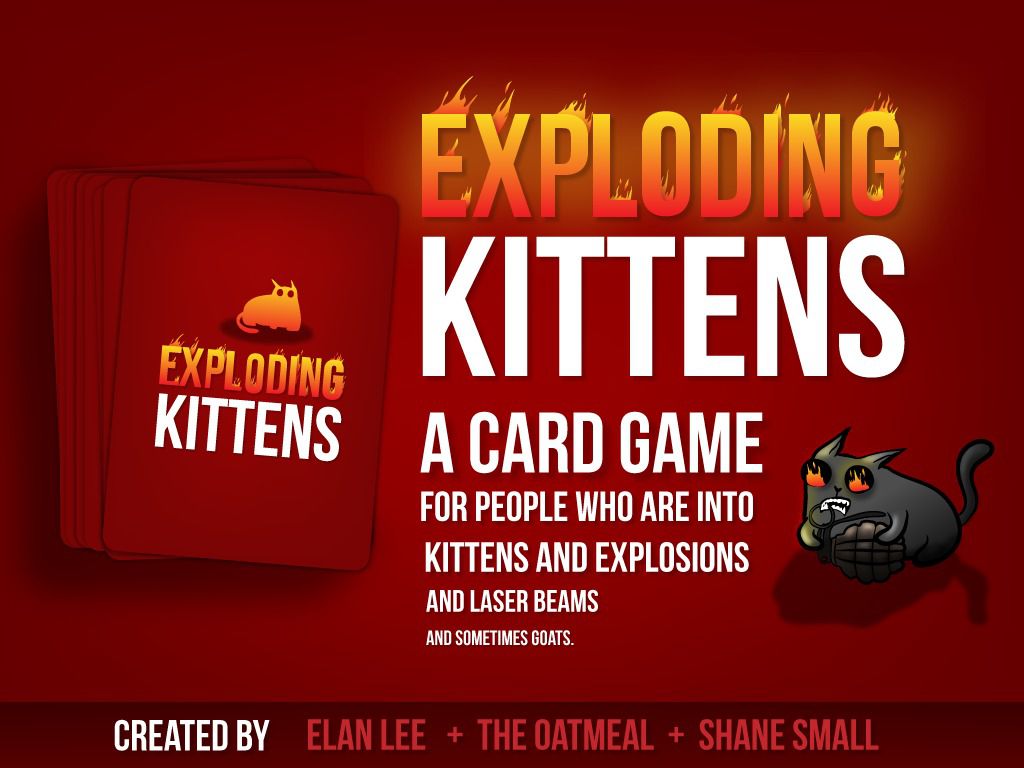 EXPLODING
KITTENS
EXPLODING
KITTENS
A CARD GAME
FOR PEOPLE WHO ARE INTO
KITTENS AND EXPLOSIONS
AND LASER BEAMS
AND SOMETIMES GOATS.
CREATED BY ELAN LEE + THE OATMEAL + SHANE SMALL